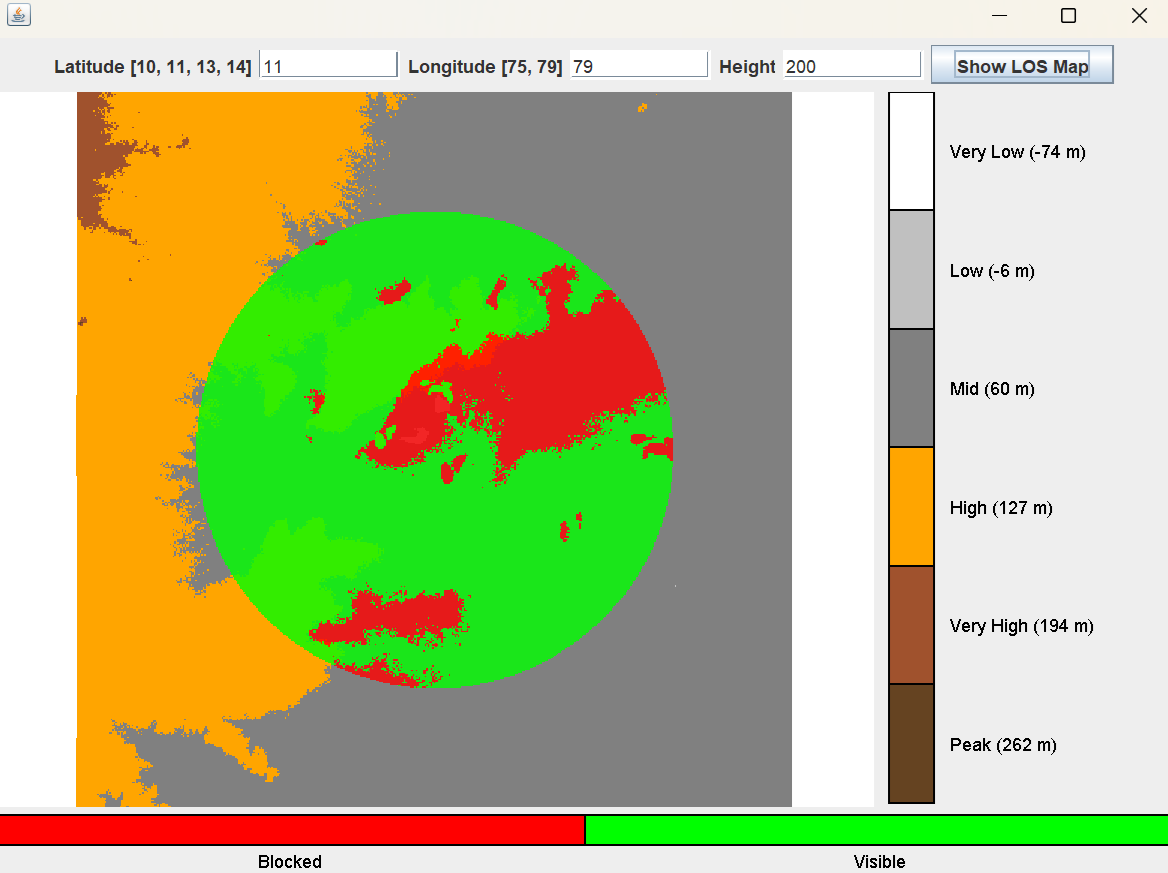 Latitude [10, 11, 13, 14] 11 Longitude [75, 79] 79 Height 200 Show LOS Map
Very Low (-74 m)
Low (-6 m)
Mid (60 m)
High (127 m)
Very High (194 m)
Peak (262 m)
Blocked Visible